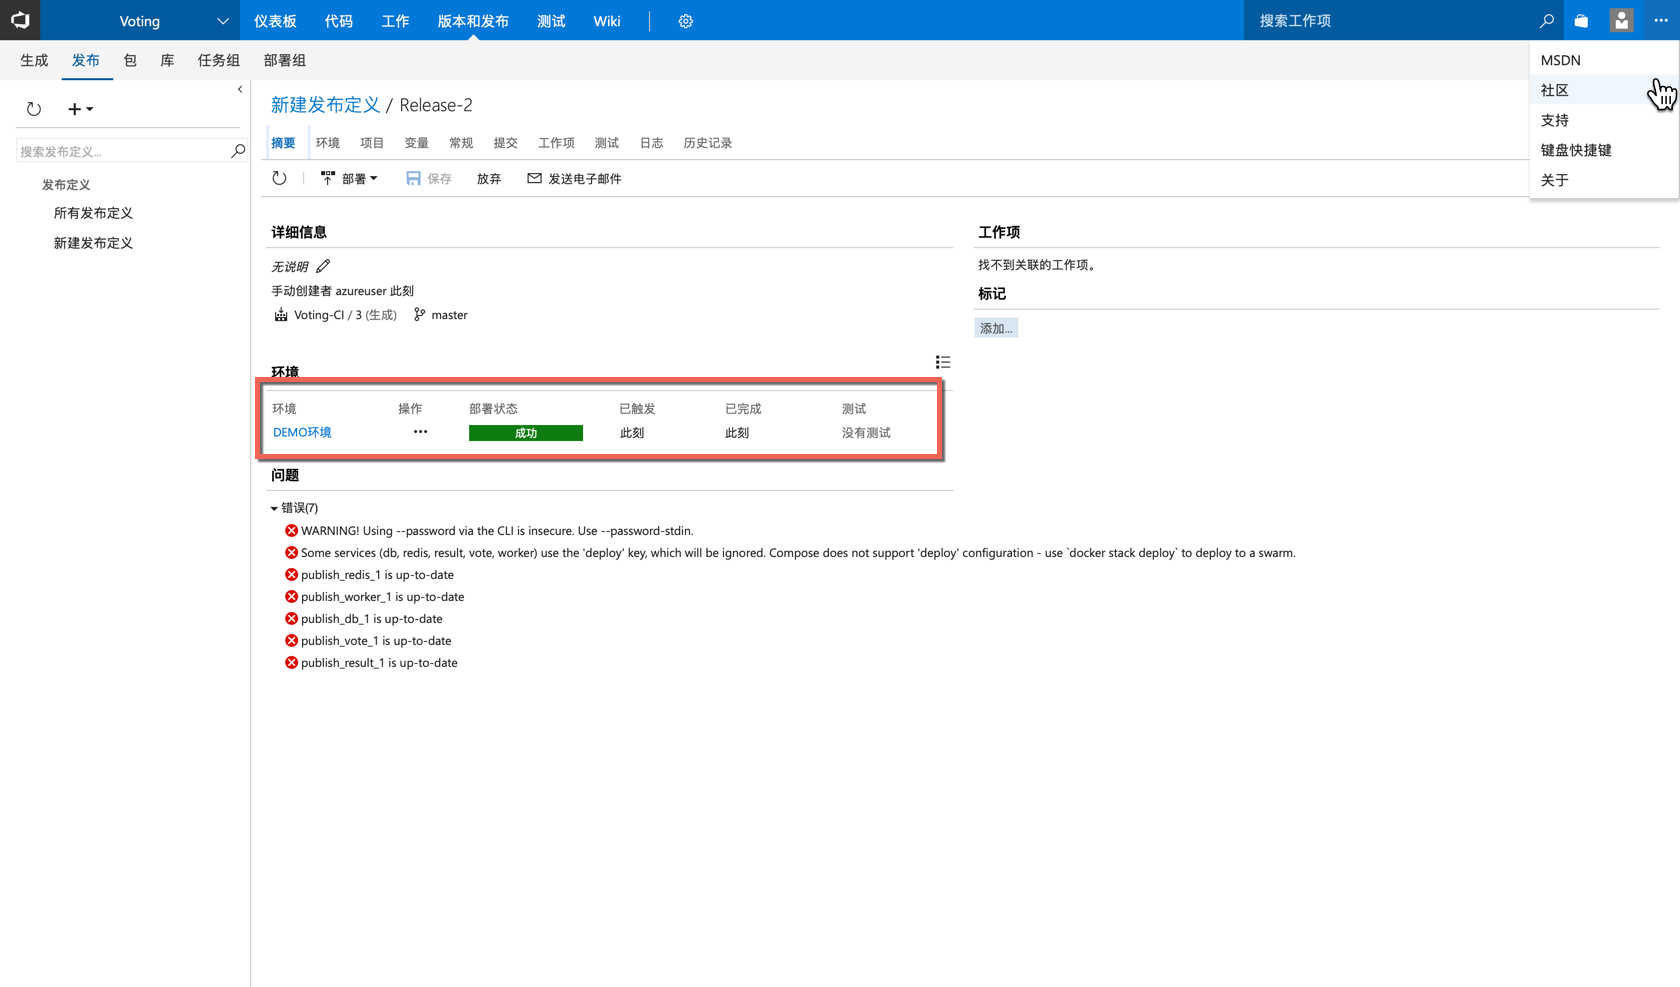 Voting 仪表板 代码 工作 版本和发布 测试 Wiki 搜索工作项
生成 发布 包 库 任务组 部署组
MSDN
社区
支持
键盘快捷键
关于
搜索发布定义...
发布定义
所有发布定义
新建发布定义
新建发布定义 / Release-2
摘要 环境 项目 变量 常规 提交 工作项 测试 日志 历史记录
部署 保存 放弃 发送电子邮件
详细信息
无说明
手动创建者 azureuser 此刻
Voting-CI / 3 (生成) master
工作项
找不到关联的工作项。
标记
添加...
环境
环境 操作 部署状态 已触发 已完成 测试
DEMO环境 ··· 成功 此刻 此刻 没有测试
问题
错误(7)
WARNING! Using --password via the CLI is insecure. Use --password-stdin.
Some services (db, redis, result, vote, worker) use the 'deploy' key, which will be ignored. Compose does not support 'deploy' configuration - use `docker stack deploy` to deploy to a swarm.
publish_redis_1 is up-to-date
publish_worker_1 is up-to-date
publish_db_1 is up-to-date
publish_vote_1 is up-to-date
publish_result_1 is up-to-date